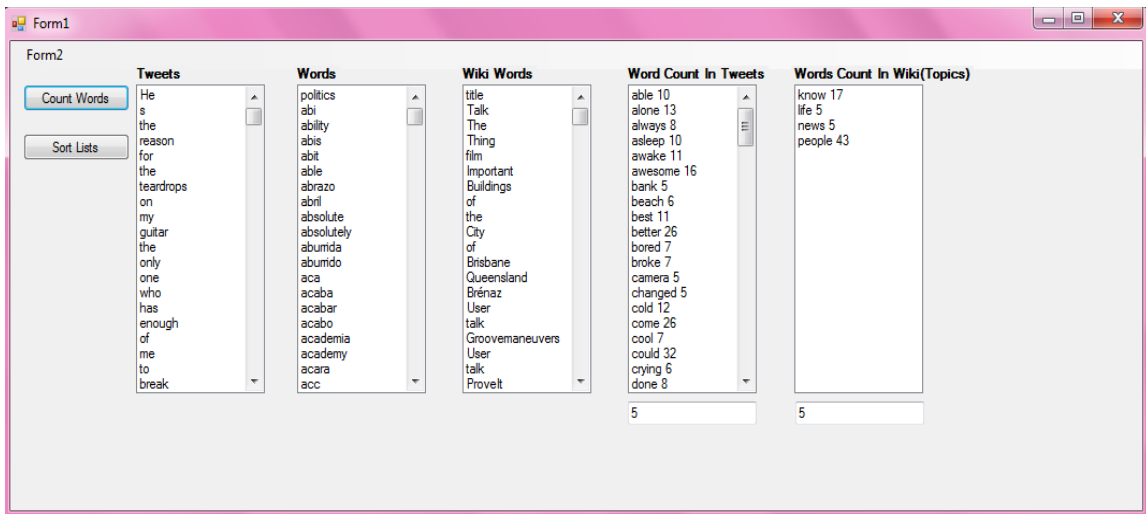 Form1
Form2
Count Words
Sort Lists
Tweets
He
s
the
reason
for
the
teardrops
on
my
guitar
the
only
one
who
has
enough
of
me
to
break
Words
politics
abi
ability
abis
abit
able
abrazo
abril
absolute
absolutely
aburrida
aburrido
aca
acaba
acabar
acabo
academia
academy
acara
acc
Wiki Words
title
Talk
The
Thing
film
Important
Buildings
of
the
City
of
Brisbane
Queensland
Brénaz
User
talk
Groovemaneuvers
User
talk
ProveIt
Word Count In Tweets
able 10
alone 13
always 8
asleep 10
awake 11
awesome 16
bank 5
beach 6
best 11
better 26
bored 7
broke 7
camera 5
changed 5
cold 12
come 26
cool 7
could 32
crying 6
done 8
5
Words Count In Wiki(Topics)
know 17
life 5
news 5
people 43
5